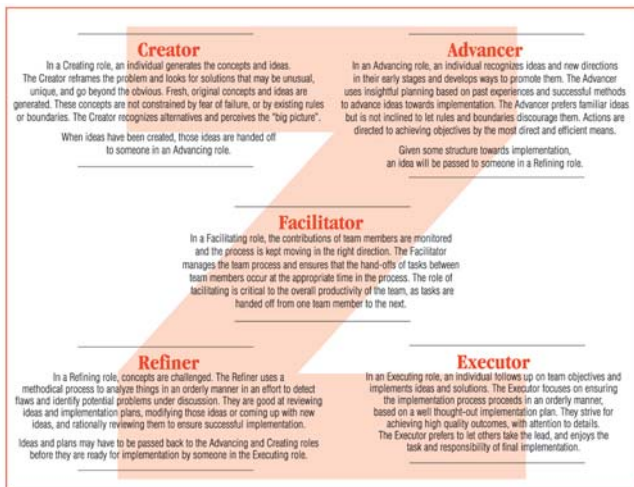 Creator
In a Creating role, an individual generates the concepts and ideas.
The Creator reframes the problem and looks for solutions that may be unusual,
unique, and go beyond the obvious. Fresh, original concepts and ideas are
generated. These concepts are not constrained by fear of failure, or by existing rules
or boundaries. The Creator recognizes alternatives and perceives the "big picture".
When ideas have been created, those ideas are handed off
to someone in an Advancing role.
Advancer
In an Advancing role, an individual recognizes ideas and new directions
in their early stages and develops ways to promote them. The Advancer
uses insightful planning based on past experiences and successful methods
to advance ideas towards implementation. The Advancer prefers familiar ideas
but is not inclined to let rules and boundaries discourage them. Actions are
directed to achieving objectives by the most direct and efficient means.
Given some structure towards implementation,
an idea will be passed to someone in a Refining role.
Facilitator
In a Facilitating role, the contributions of team members are monitored
and the process is kept moving in the right direction. The Facilitator
manages the team process and ensures that the hand-offs of tasks between
team members occur at the appropriate time in the process. The role of
facilitating is critical to the overall productivity of the team, as tasks are
handed off from one team member to the next.
Refiner
In a Refining role, concepts are challenged. The Refiner uses a
methodical process to analyze things in an orderly manner in an effort to detect
flaws and identify potential problems under discussion. They are good at reviewing
ideas and implementation plans, modifying those ideas or coming up with new
ideas, and rationally reviewing them to ensure successful implementation.
Ideas and plans may have to be passed back to the Advancing and Creating roles
before they are ready for implementation by someone in the Executing role.
Executor
In an Executing role, an individual follows up on team objectives and
implements ideas and solutions. The Executor focuses on ensuring
the implementation process proceeds in an orderly manner,
based on a well thought-out implementation plan. They strive for
achieving high quality outcomes, with attention to details.
The Executor prefers to let others take the lead, and enjoys the
task and responsibility of final implementation.